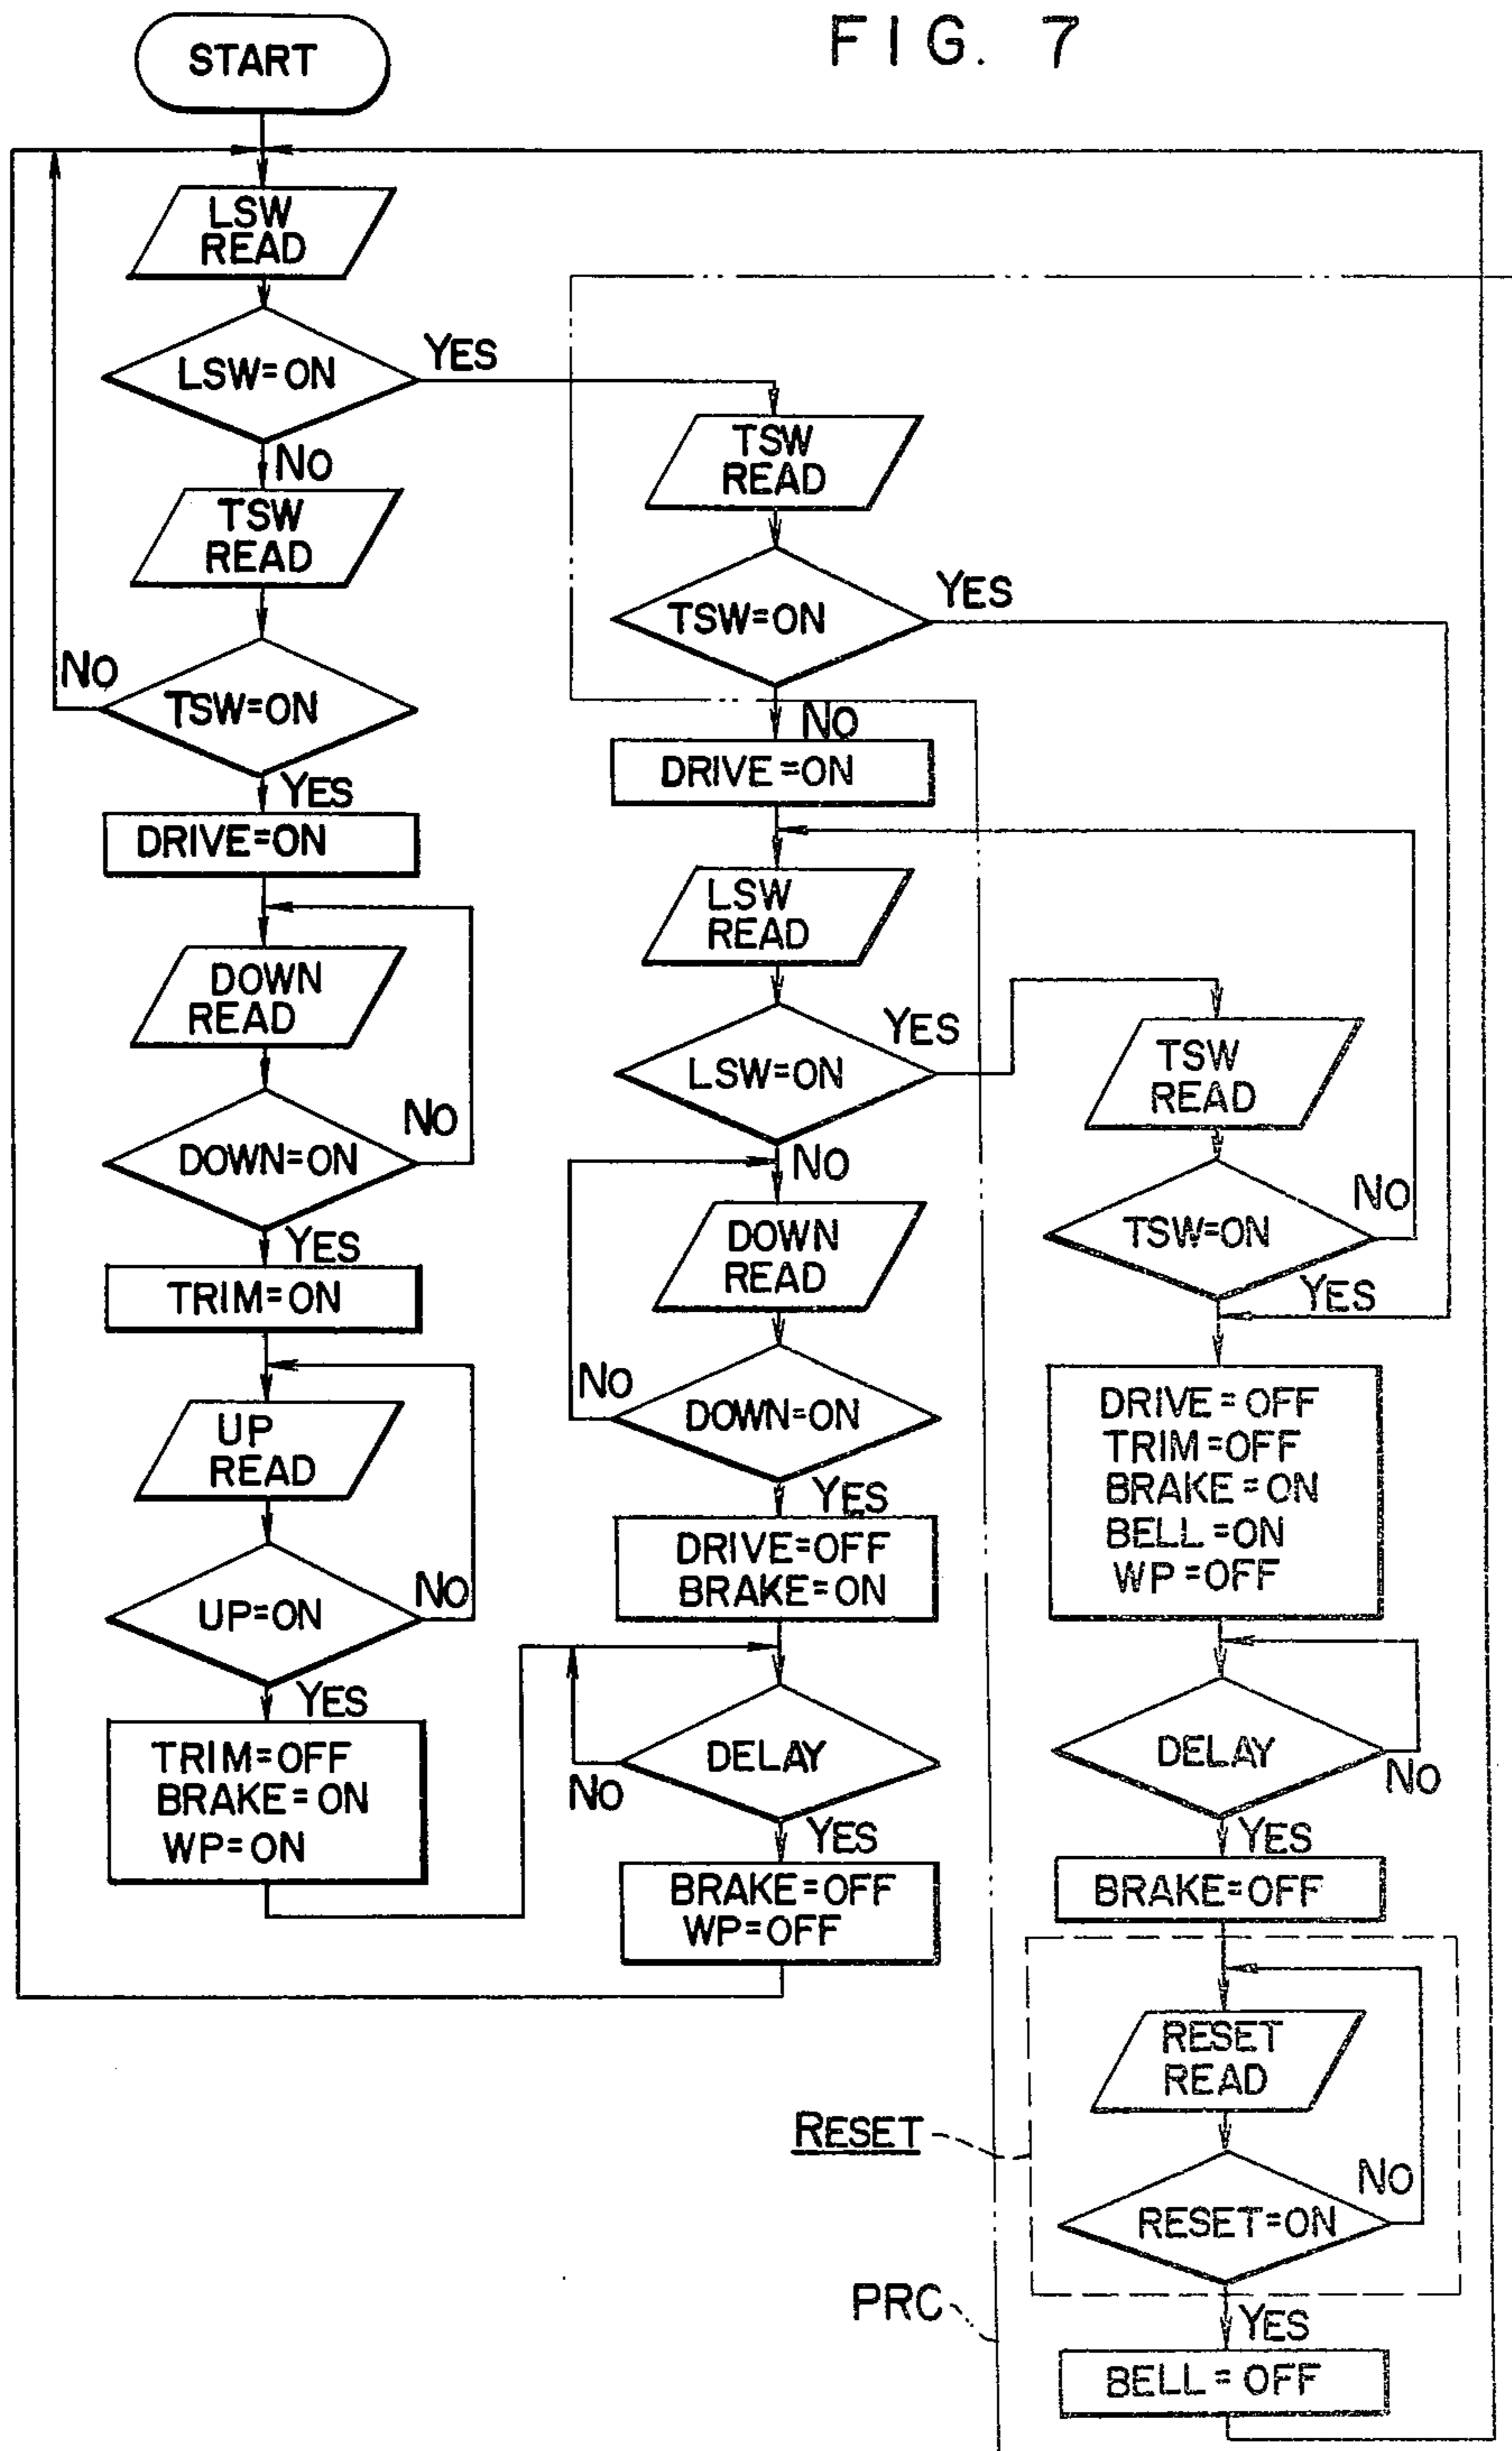 FIG. 7
START
LSW
READ
LSW=ON
YES
NO
TSW
READ
TSW=ON
NO
YES
DRIVE=ON
DOWN
READ
DOWN=ON
NO
YES
TRIM=ON
UP
READ
UP=ON
NO
YES
TRIM=OFF
BRAKE=ON
WP=ON
TSW
READ
TSW=ON
YES
NO
DRIVE=ON
LSW
READ
LSW=ON
YES
NO
DOWN
READ
DOWN=ON
NO
YES
DRIVE=OFF
BRAKE=ON
DELAY
NO
YES
BRAKE=OFF
WP=OFF
TSW
READ
TSW=ON
NO
YES
DRIVE=OFF
TRIM=OFF
BRAKE=ON
BELL=ON
WP=OFF
DELAY
NO
YES
BRAKE=OFF
RESET
READ
RESET
RESET=ON
NO
PRC
YES
BELL=OFF